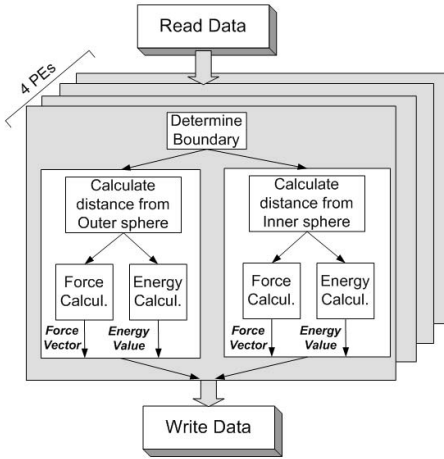 Read Data
4 PEs
Determine
Boundary
Calculate
distance from
Outer sphere
Calculate
distance from
Inner sphere
Force
Calcul.
Energy
Calcul.
Force
Calcul.
Energy
Calcul.
Force
Vector
Energy
Value
Force
Vector
Energy
Value
Write Data